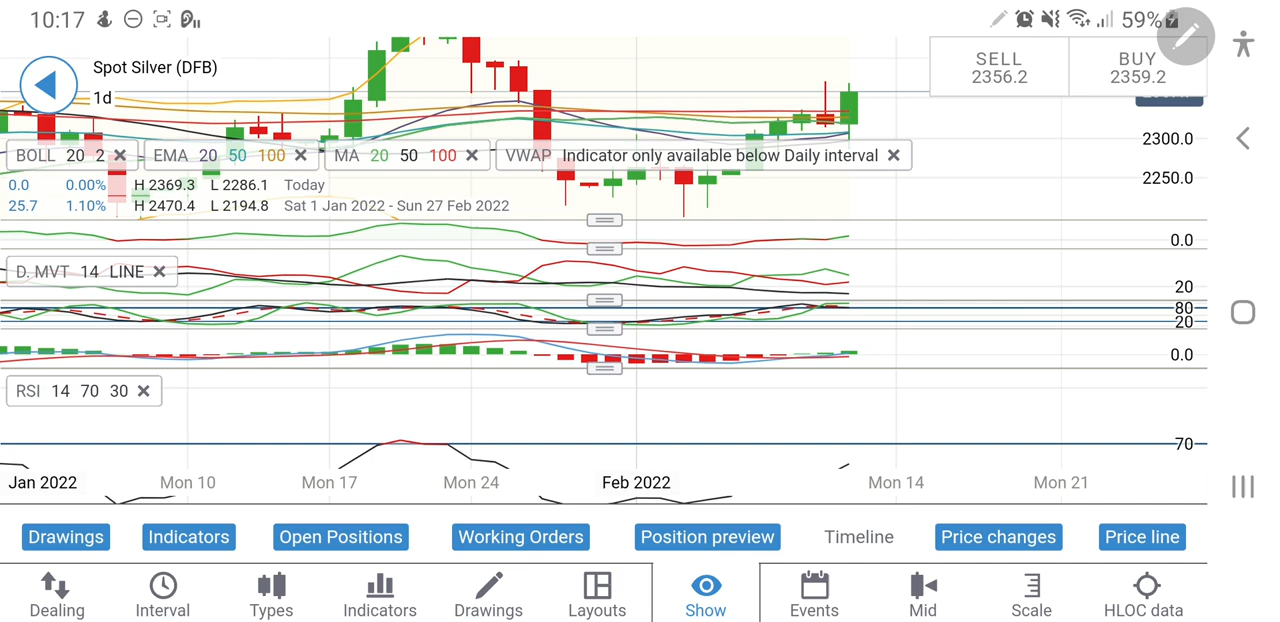 10:17
59%
Spot Silver (DFB)
1d
SELL
2356.2
BUY
2359.2
2300.0
2250.0
BOLL 20 2
EMA 20 50 100
MA 20 50 100
VWAP Indicator only available below Daily interval
0.0 0.00% H 2369.3 L 2286.1 Today
25.7 1.10% H 2470.4 L 2194.8 Sat 1 Jan 2022 - Sun 27 Feb 2022
0.0
D. MVT 14 LINE
20
80
20
0.0
RSI 14 70 30
70
Jan 2022 Mon 10 Mon 17 Mon 24 Feb 2022 Mon 14 Mon 21
Drawings Indicators Open Positions Working Orders Position preview Timeline Price changes Price line
Dealing Interval Types Indicators Drawings Layouts Show Events Mid Scale HLOC data